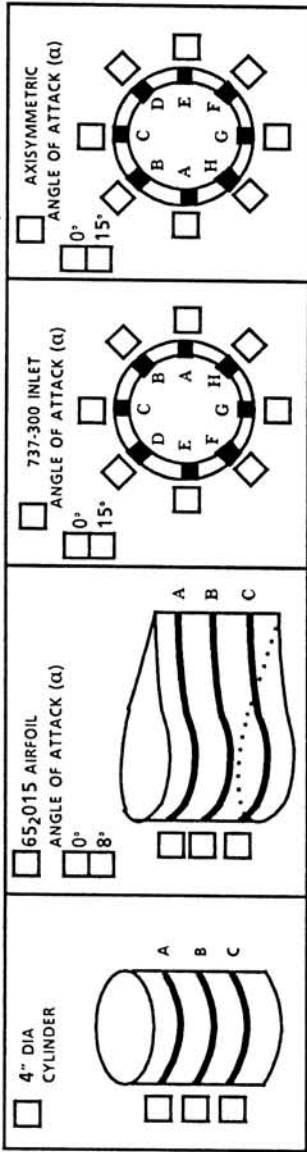 4" DIA
CYLINDER
A
B
C
65₂015 AIRFOIL
ANGLE OF ATTACK (α)
0°
8°
A
B
C
737-300 INLET
ANGLE OF ATTACK (α)
0°
15°
C
D B
E A
F H
G
AXISYMMETRIC
ANGLE OF ATTACK (α)
0°
15°
C
B D
A E
H F
G